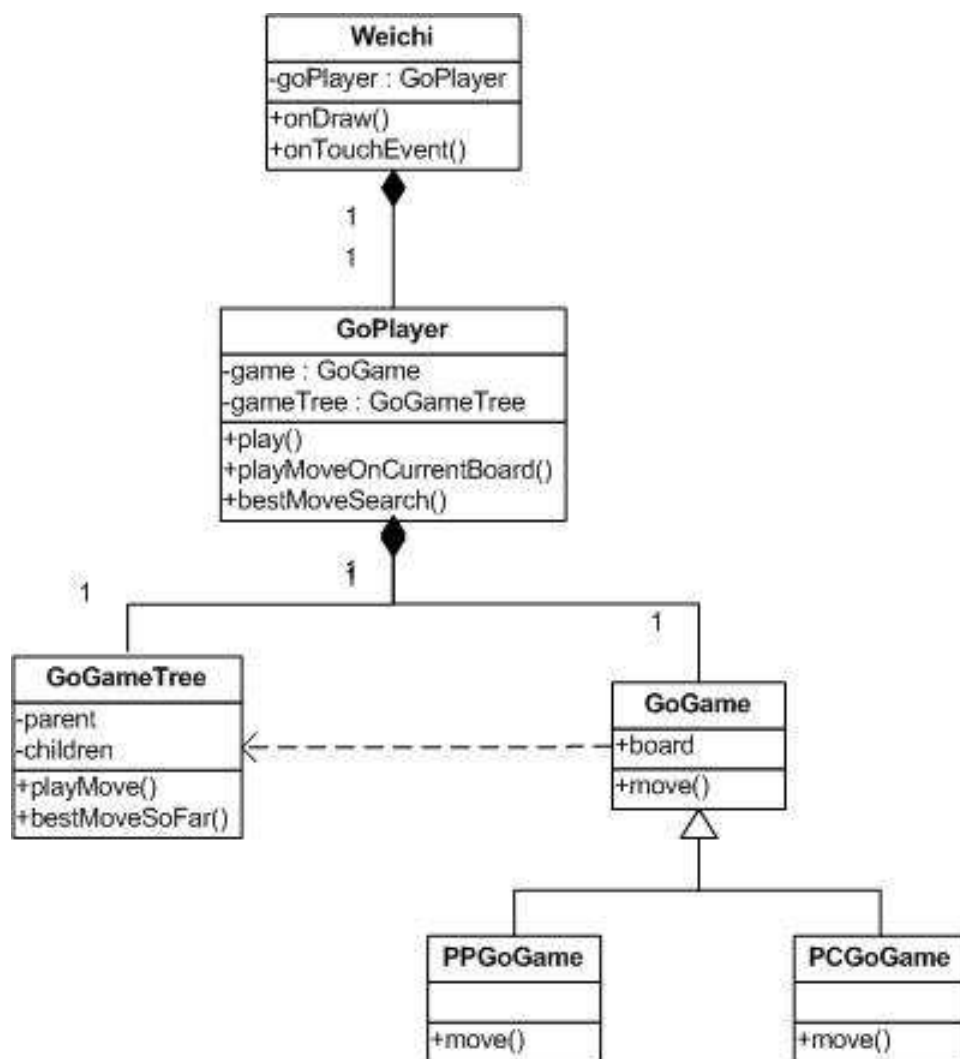 Weichi
-goPlayer : GoPlayer
+onDraw()
+onTouchEvent()
1
1
GoPlayer
-game : GoGame
-gameTree : GoGameTree
+play()
+playMoveOnCurrentBoard()
+bestMoveSearch()
1
1
1
GoGameTree
-parent
-children
+playMove()
+bestMoveSoFar()
GoGame
+board
+move()
PPGoGame
+move()
PCGoGame
+move()